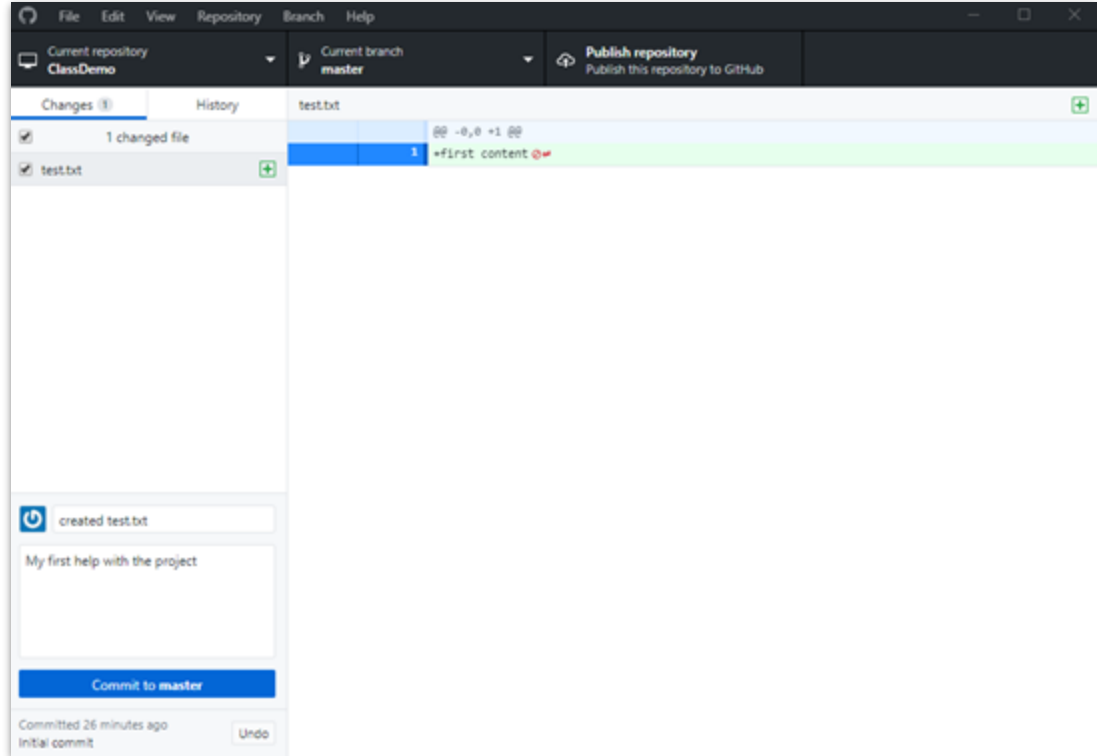 File Edit View Repository Branch Help
Current repository
ClassDemo
Current branch
master
Publish repository
Publish this repository to GitHub
Changes 1 History
test.txt
1 changed file
@@ -0,0 +1 @@
test.txt
1 +first content
created test.txt
My first help with the project
Commit to master
Committed 26 minutes ago
Initial commit
Undo